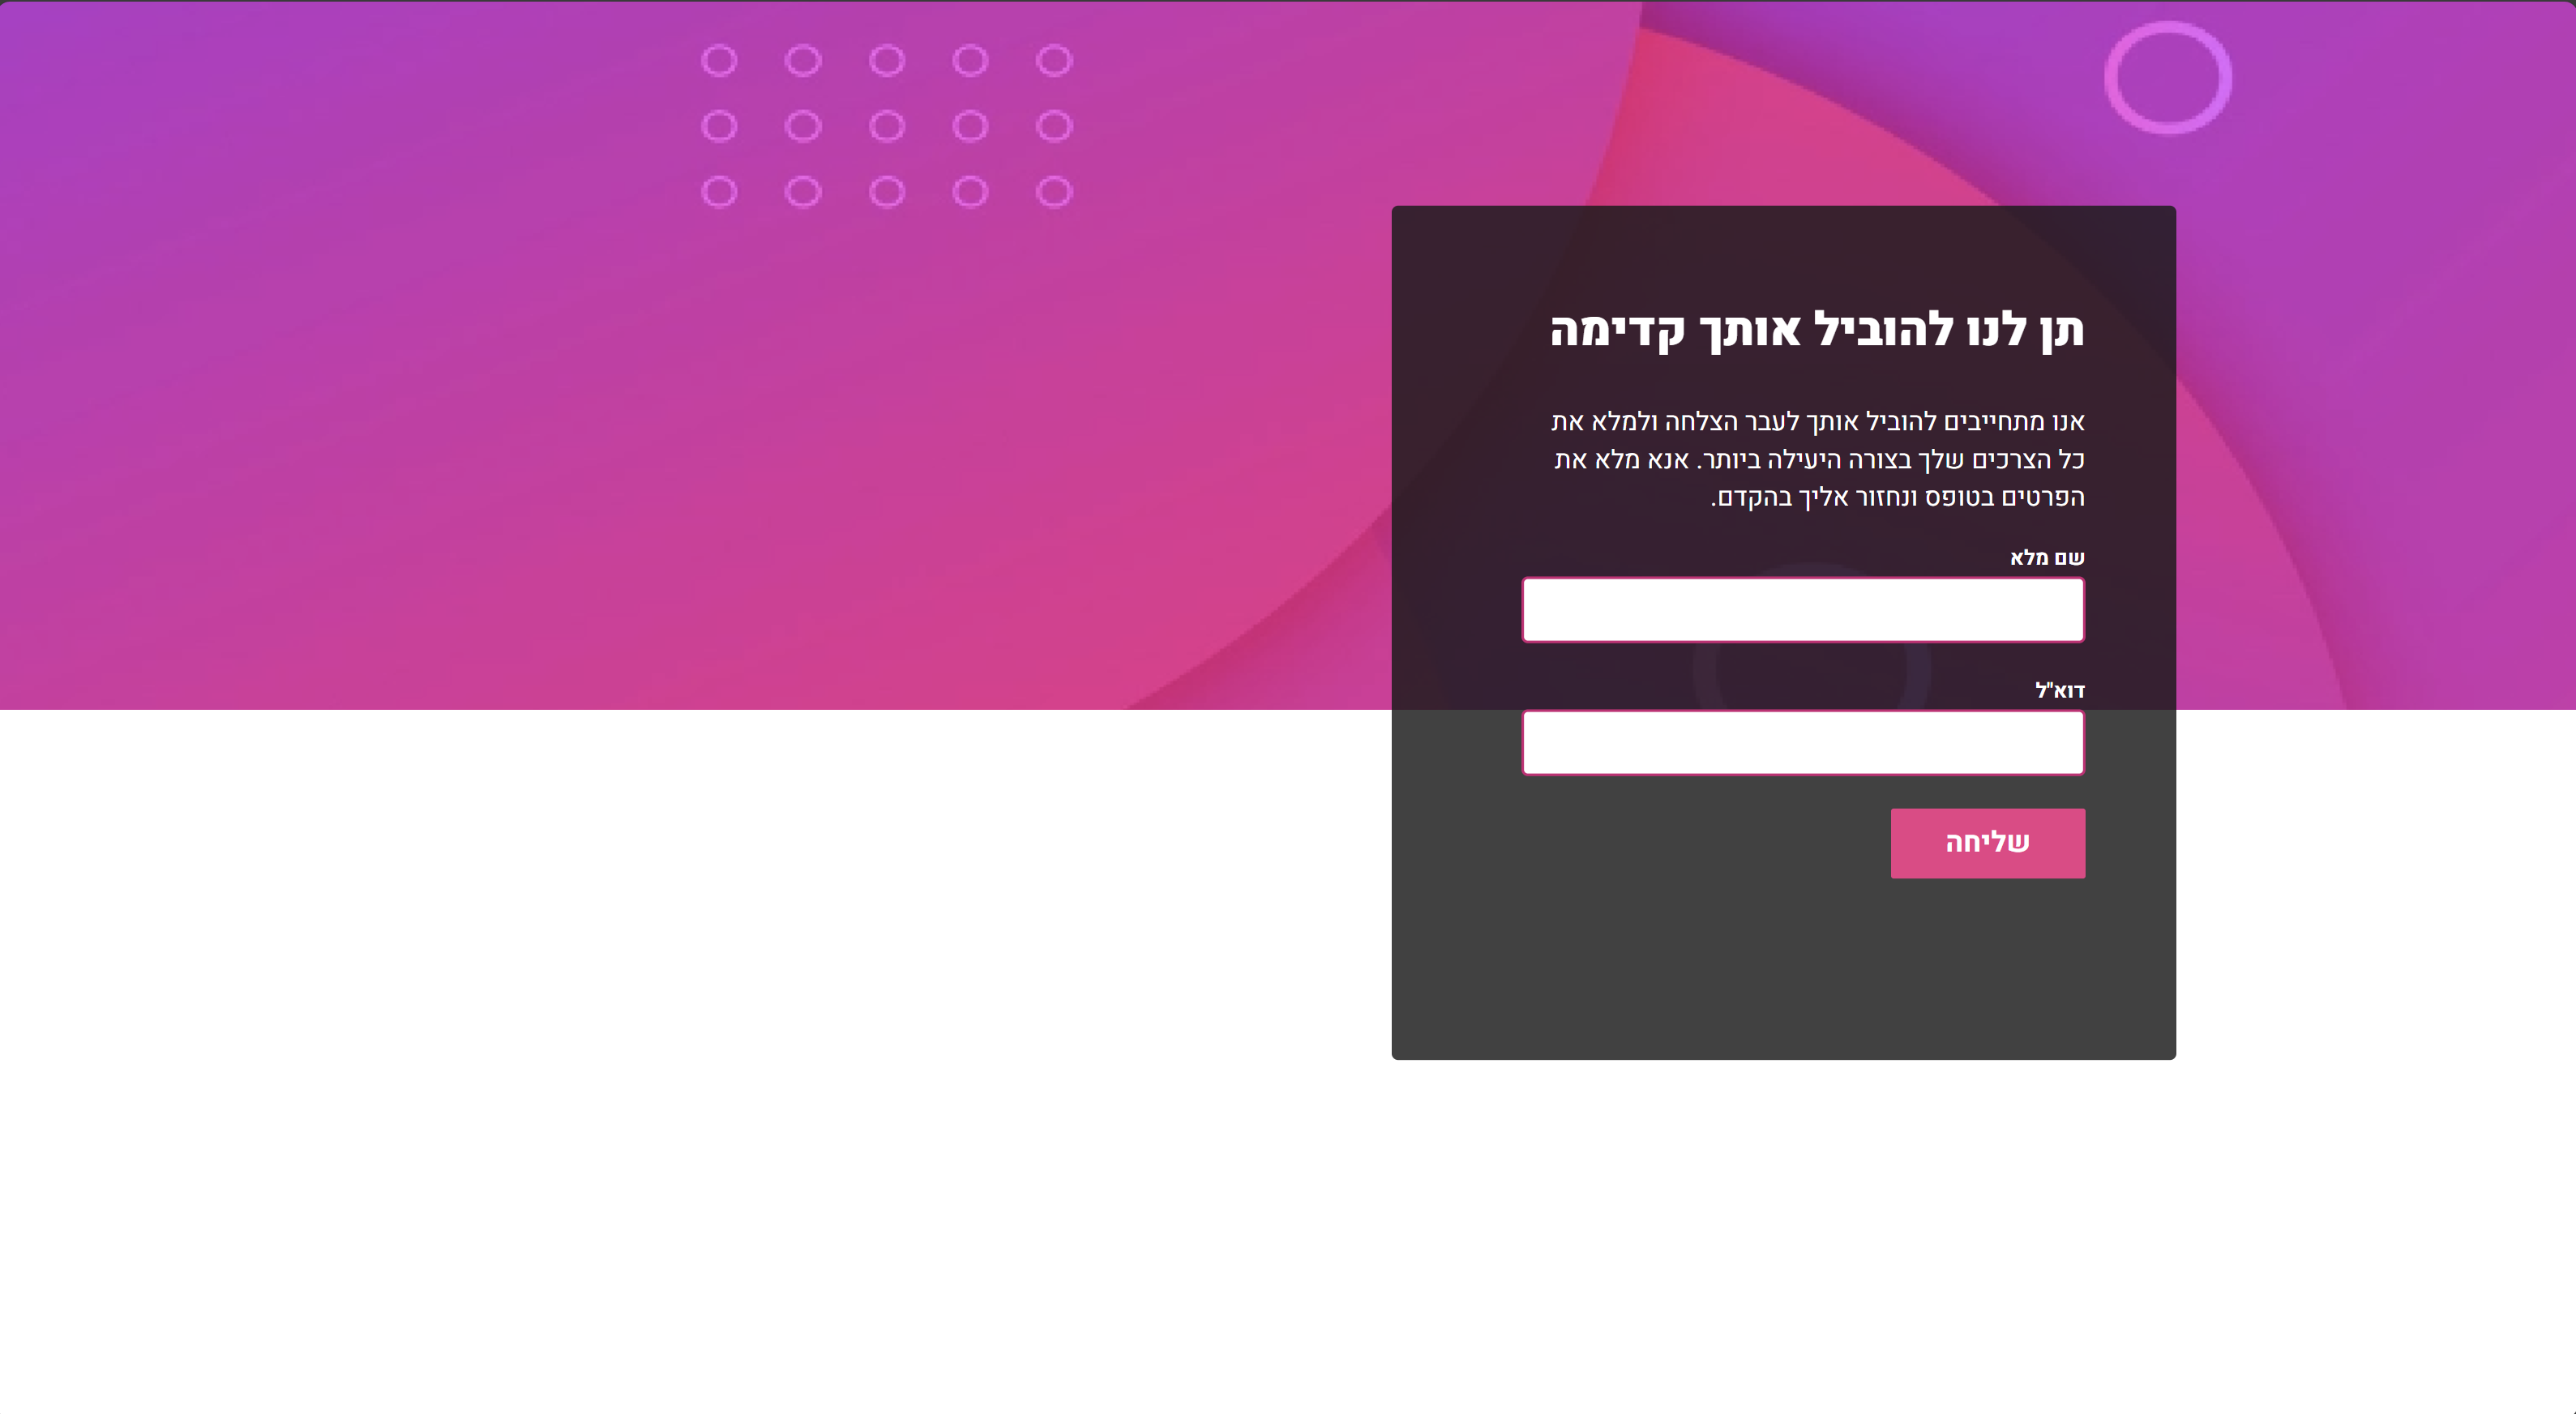 תן לנו להוביל אותך קדימה
אנו מתחייבים להוביל אותך לעבר הצלחה ולמלא את
כל הצרכים שלך בצורה היעילה ביותר. אנא מלא את
הפרטים בטופס ונחזור אליך בהקדם.
שם מלא
דוא"ל
שליחה